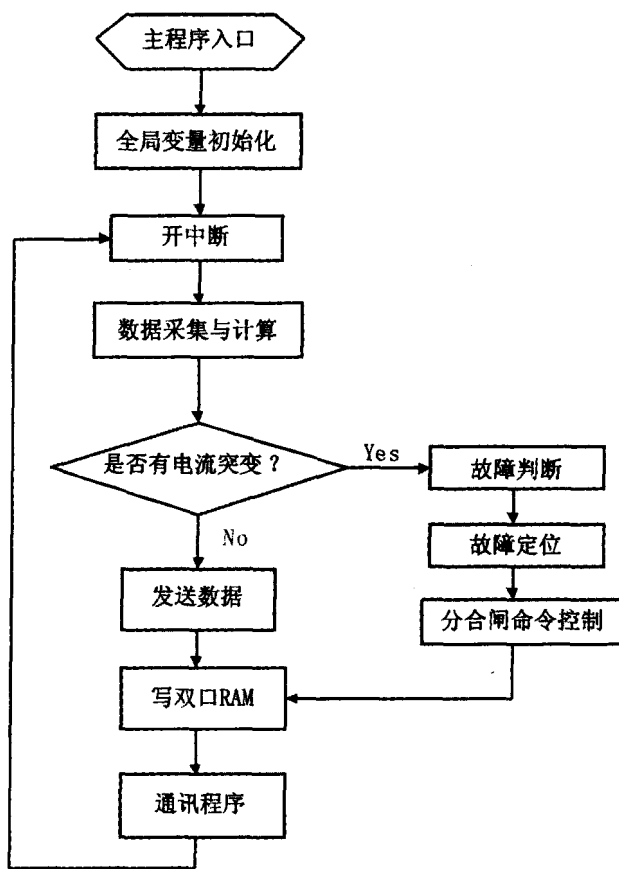 主程序入口
全局变量初始化
开中断
数据采集与计算
是否有电流突变？
Yes
故障判断
No
故障定位
发送数据
分合闸命令控制
写双口RAM
通讯程序